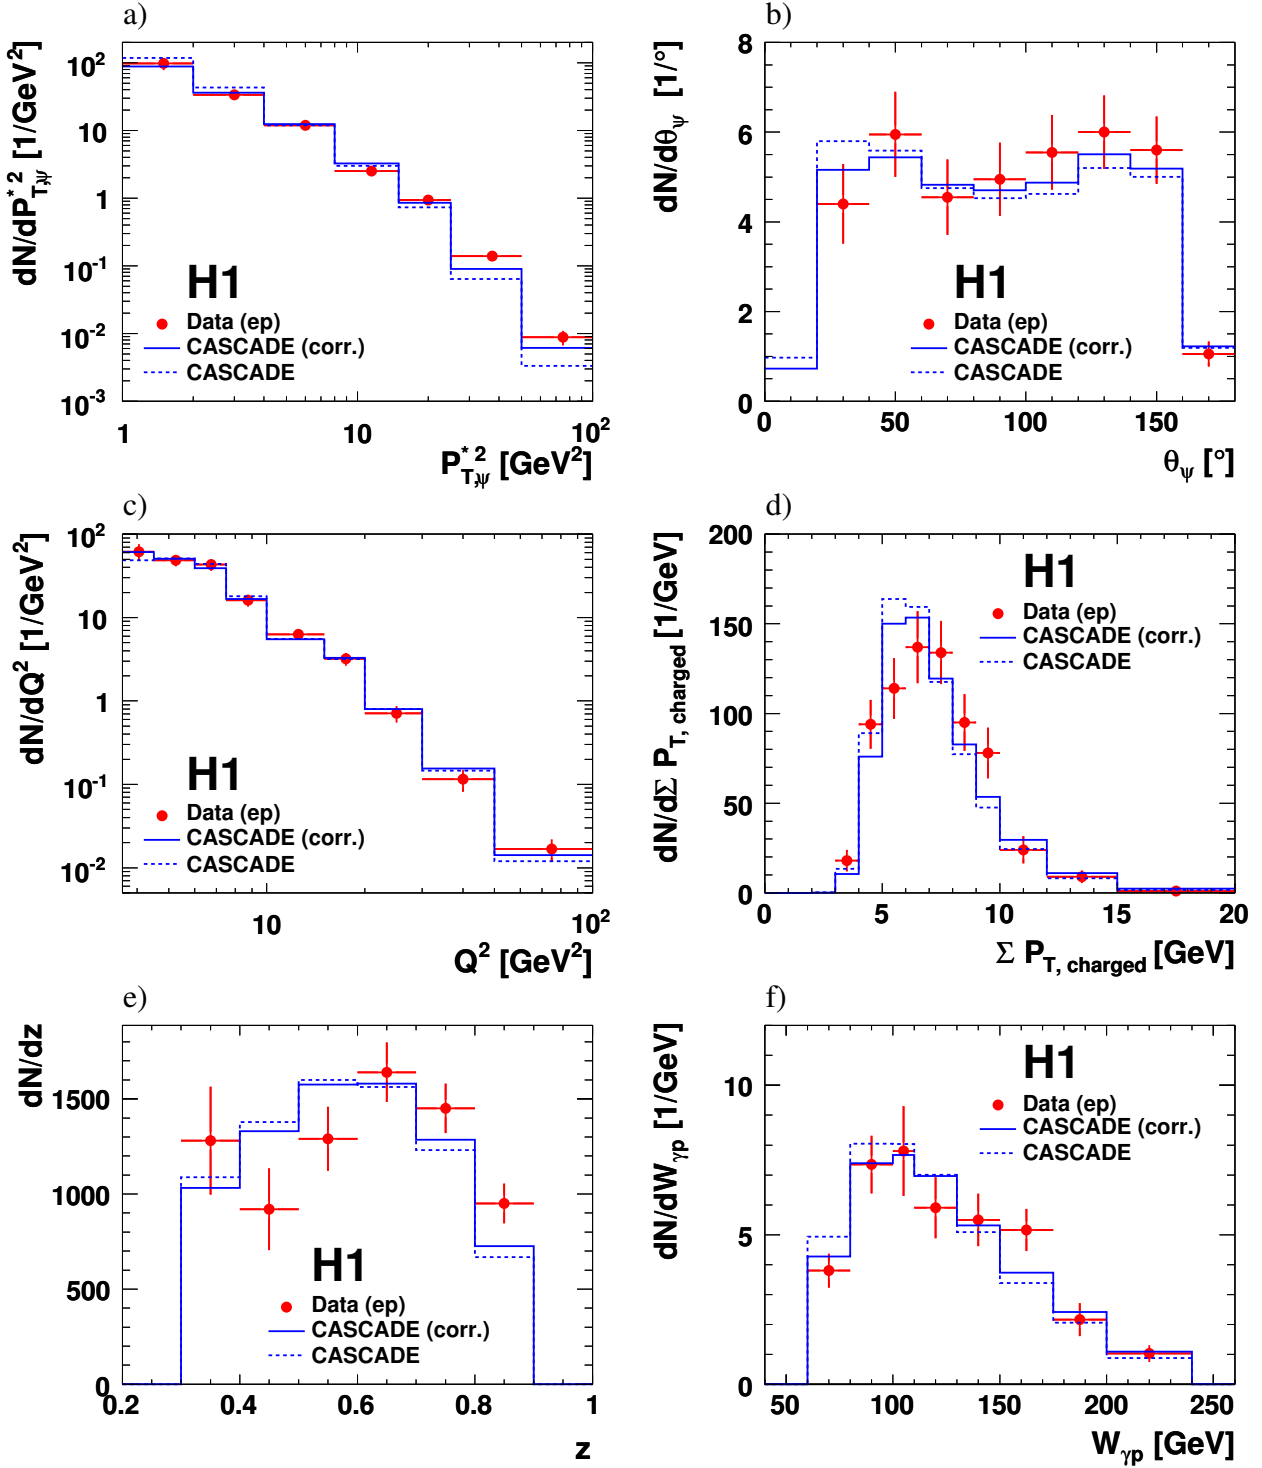 a)
dN/dP*2T,ψ [1/GeV2]
10²
10
1
10⁻¹
10⁻²
10⁻³
H1
Data (ep)
CASCADE (corr.)
CASCADE
1 10 10²
P*2T,ψ [GeV²]
b)
dN/dθψ [1/°]
8
6
4
2
0
H1
Data (ep)
CASCADE (corr.)
CASCADE
0 50 100 150
θψ [°]
c)
dN/dQ² [1/GeV²]
10²
10
1
10⁻¹
10⁻²
H1
Data (ep)
CASCADE (corr.)
CASCADE
10 10²
Q² [GeV²]
d)
dN/dΣ PT, charged [1/GeV]
200
150
100
50
0
H1
Data (ep)
CASCADE (corr.)
CASCADE
0 5 10 15 20
Σ PT, charged [GeV]
e)
dN/dz
1500
1000
500
0
H1
Data (ep)
CASCADE (corr.)
CASCADE
0.2 0.4 0.6 0.8 1
z
f)
dN/dWγp [1/GeV]
10
5
0
H1
Data (ep)
CASCADE (corr.)
CASCADE
50 100 150 200 250
Wγp [GeV]